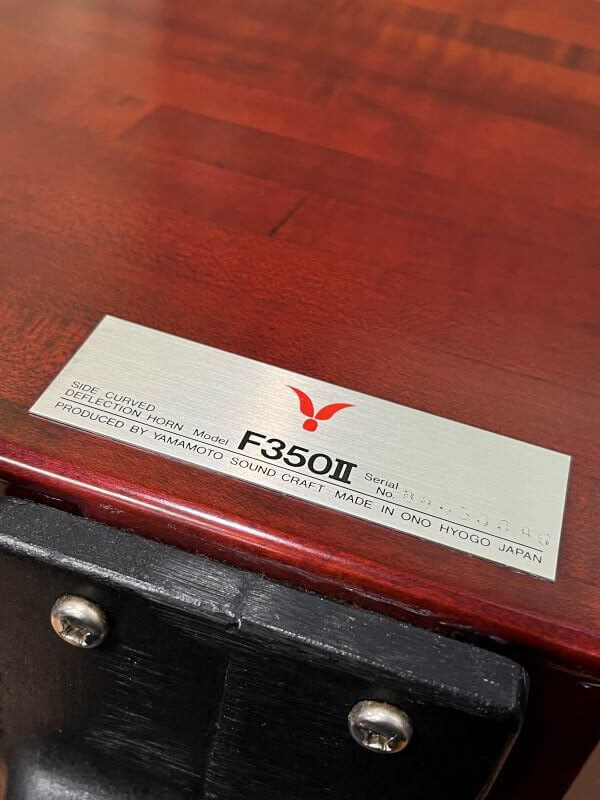 SIDE CURVED
DEFLECTION HORN Model F350II Serial No.
PRODUCED BY YAMAMOTO SOUND CRAFT MADE IN ONO HYOGO JAPAN